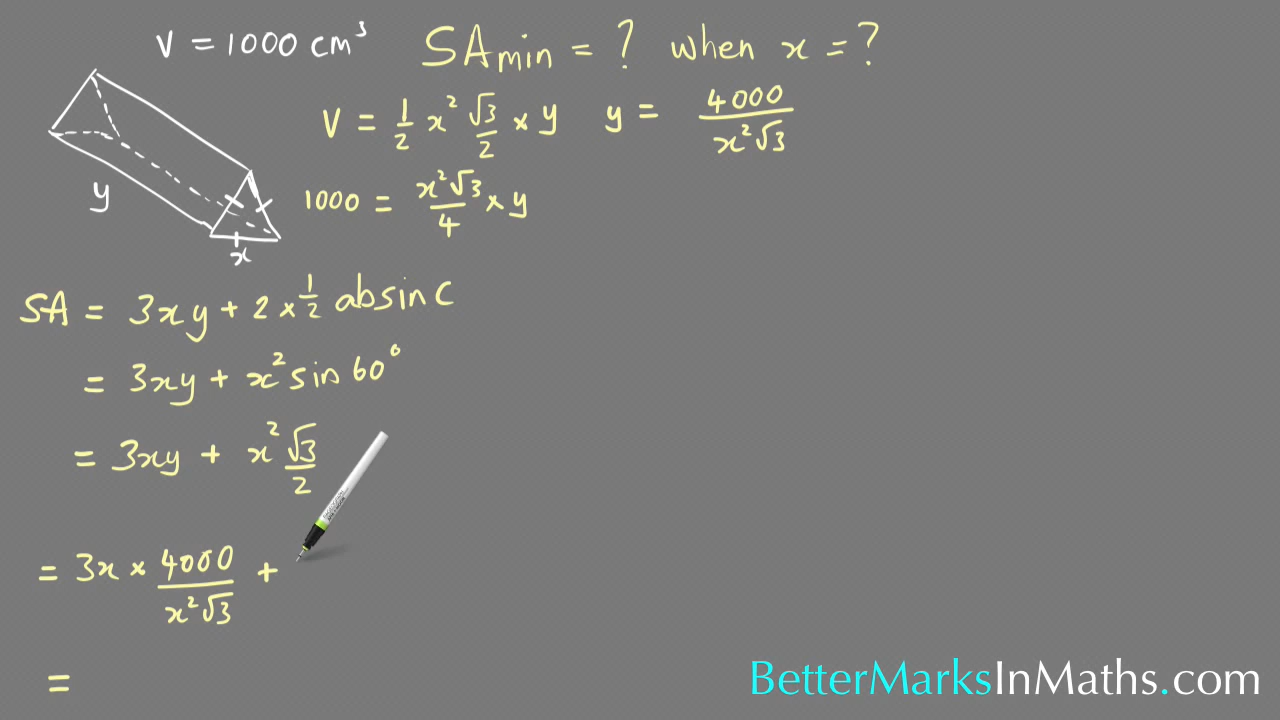 V = 1000 cm³
SAmin = ? when x = ?
V = 1/2 x² √3/2 × y
y = 4000/x²√3
1000 = x²√3/4 × y
y
x
SA = 3xy + 2 × 1/2 absinC
= 3xy + x² sin 60°
= 3xy + x² √3/2
= 3x × 4000/x²√3 +
=
BetterMarksInMaths.com